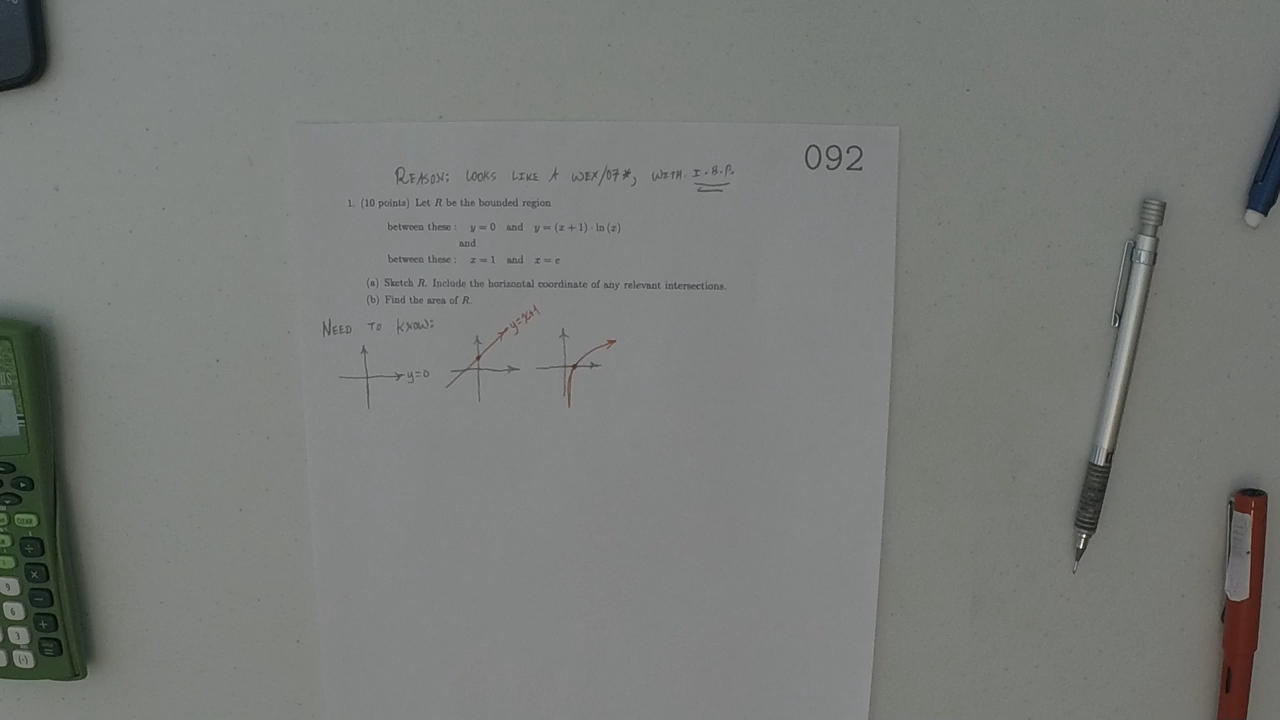 092
REASON: LOOKS LIKE A WEX/07*, WITH I.B.P.
1. (10 points) Let R be the bounded region
between these: y = 0 and y = (x + 1) · ln(x)
and
between these: x = 1 and x = e
(a) Sketch R. Include the horizontal coordinate of any relevant intersections.
(b) Find the area of R.
NEED TO KNOW:
y=x+1
y=0